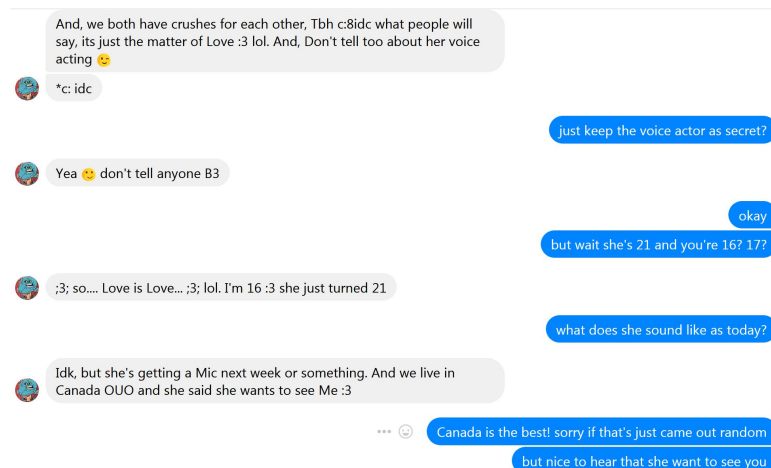 And, we both have crushes for each other, Tbh c:8idc what people will
say, its just the matter of Love :3 lol. And, Don't tell too about her voice
acting 🙂
*c: idc
just keep the voice actor as secret?
Yea 🙂 don't tell anyone B3
okay
but wait she's 21 and you're 16? 17?
;3; so.... Love is Love... ;3; lol. I'm 16 :3 she just turned 21
what does she sound like as today?
Idk, but she's getting a Mic next week or something. And we live in
Canada OUO and she said she wants to see Me :3
Canada is the best! sorry if that's just came out random
but nice to hear that she want to see you